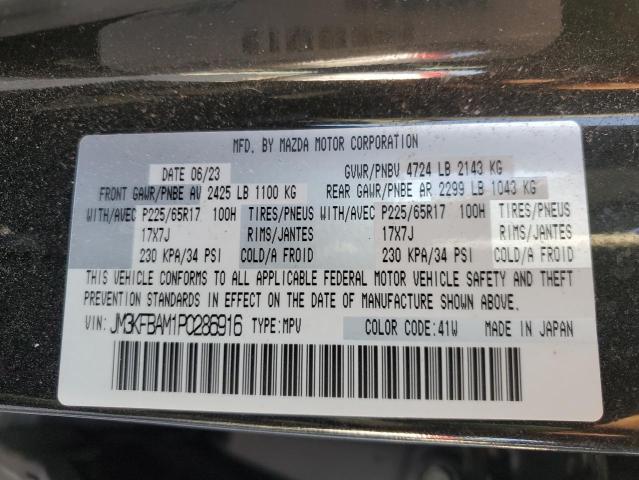 MFD. BY MAZDA MOTOR CORPORATION
DATE 06/23 GVWR/PNBV 4724 LB 2143 KG
FRONT GAWR/PNBE AV 2425 LB 1100 KG REAR GAWR/PNBE AR 2299 LB 1043 KG
WITH/AVEC P225/65R17 100H TIRES/PNEUS WITH/AVEC P225/65R17 100H TIRES/PNEUS
17X7J RIMS/JANTES 17X7J RIMS/JANTES
230 KPA/34 PSI COLD/A FROID 230 KPA/34 PSI COLD/A FROID
THIS VEHICLE CONFORMS TO ALL APPLICABLE FEDERAL MOTOR VEHICLE SAFETY AND THEFT
PREVENTION STANDARDS IN EFFECT ON THE DATE OF MANUFACTURE SHOWN ABOVE.
VIN: JM3KFBAM1P0286916 TYPE:MPV COLOR CODE:41W MADE IN JAPAN